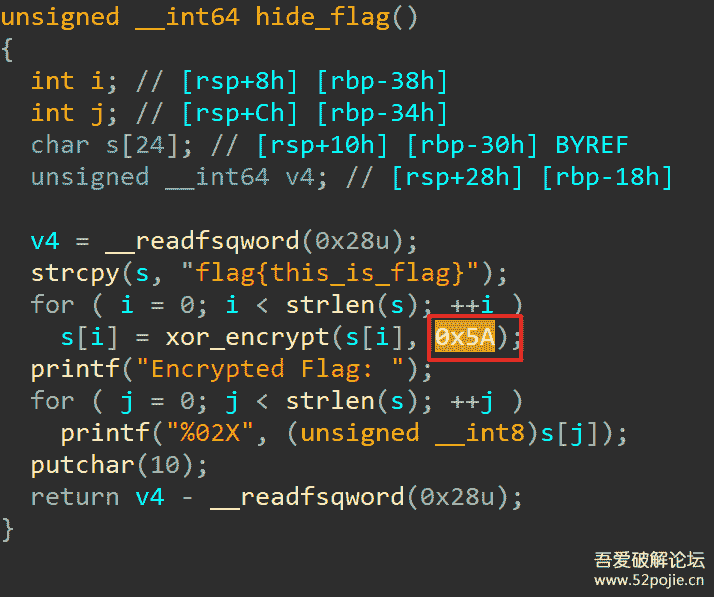 unsigned __int64 hide_flag()
{
  int i; // [rsp+8h] [rbp-38h]
  int j; // [rsp+Ch] [rbp-34h]
  char s[24]; // [rsp+10h] [rbp-30h] BYREF
  unsigned __int64 v4; // [rsp+28h] [rbp-18h]

  v4 = __readfsqword(0x28u);
  strcpy(s, "flag{this_is_flag}");
  for ( i = 0; i < strlen(s); ++i )
    s[i] = xor_encrypt(s[i], 0x5A);
  printf("Encrypted Flag: ");
  for ( j = 0; j < strlen(s); ++j )
    printf("%02X", (unsigned __int8)s[j]);
  putchar(10);
  return v4 - __readfsqword(0x28u);
}
吾爱破解论坛
www.52pojie.cn